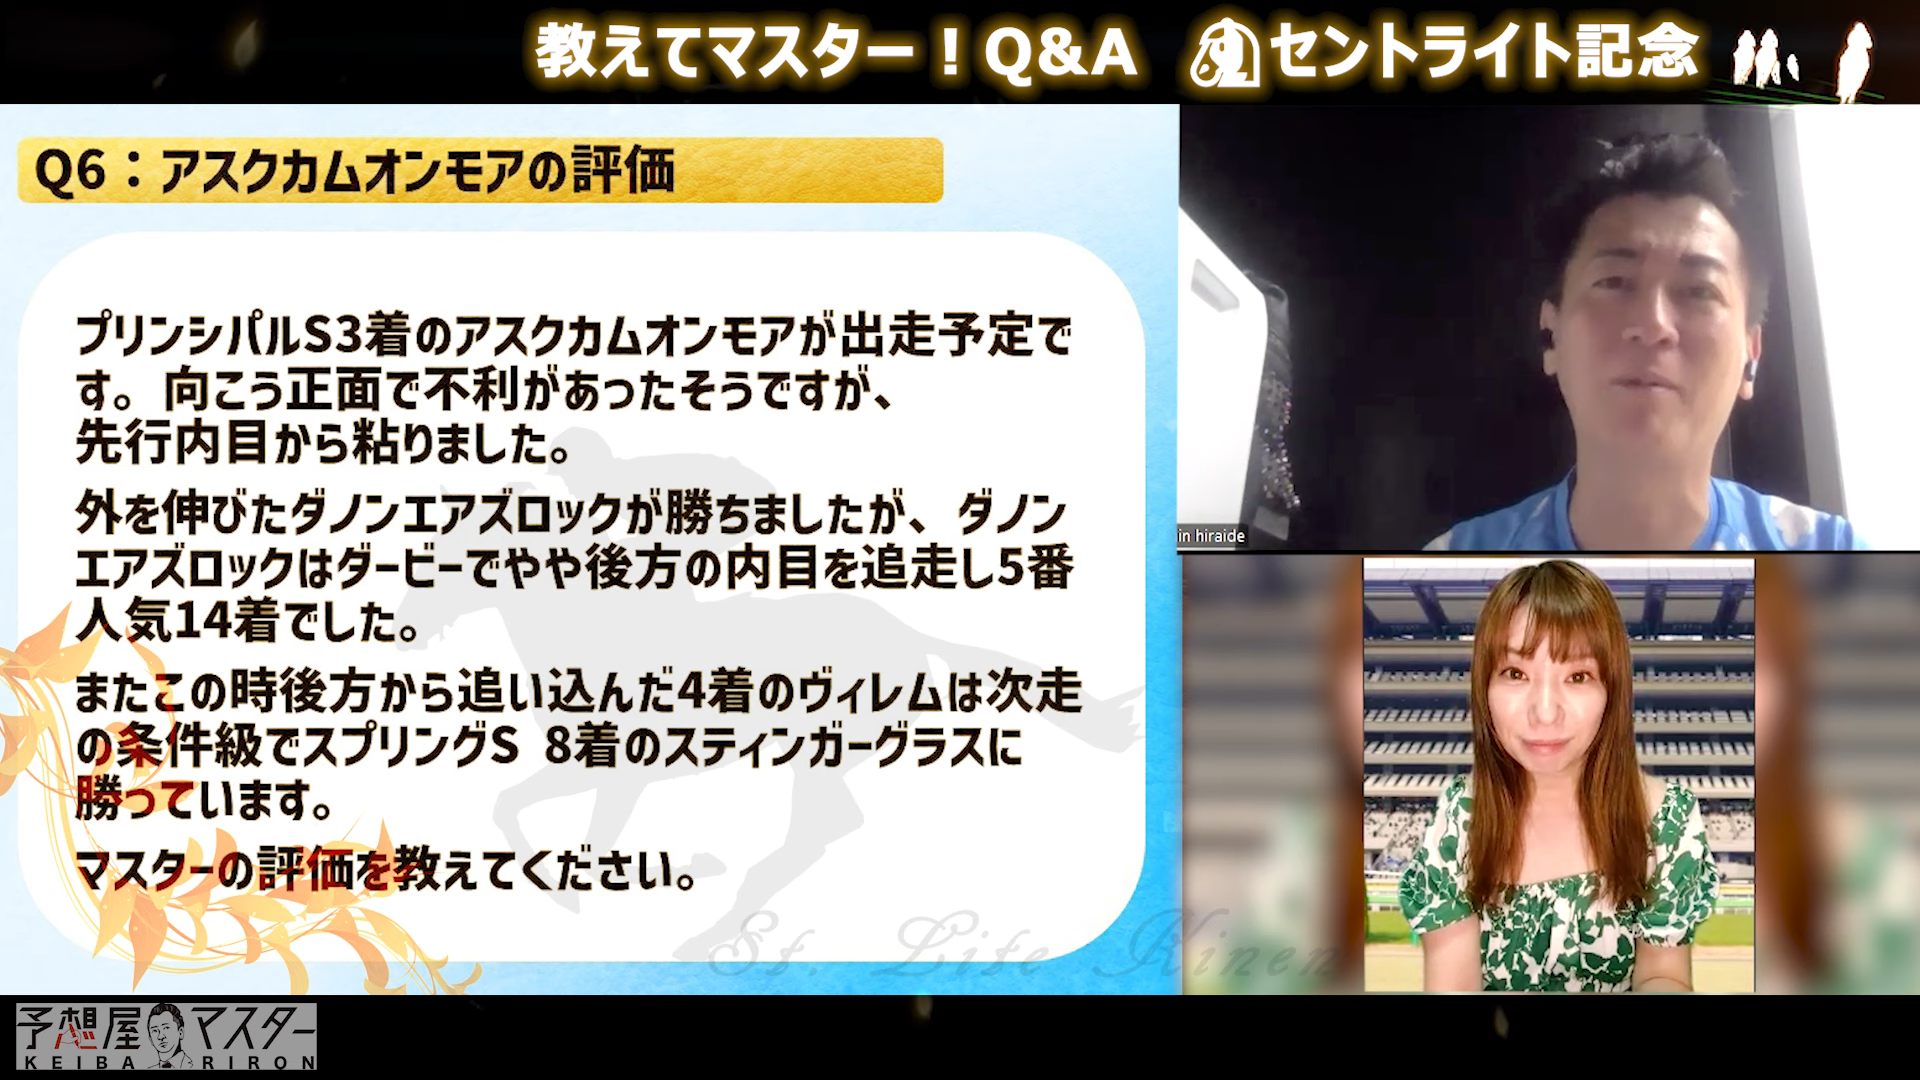 教えてマスター！Q&A セントライト記念
Q6：アスクカムオンモアの評価
プリンシパルS3着のアスクカムオンモアが出走予定で
す。向こう正面で不利があったそうですが、
先行内目から粘りました。
外を伸びたダノンエアズロックが勝ちましたが、ダノン
エアズロックはダービーでやや後方の内目を追走し5番
人気14着でした。
またこの時後方から追い込んだ4着のヴィレムは次走
の条件級でスプリングS 8着のスティンガーグラスに
勝っています。
マスターの評価を教えてください。
in hiraide
St. Lite Kinen
予想屋マスター
KEIBA RIRON